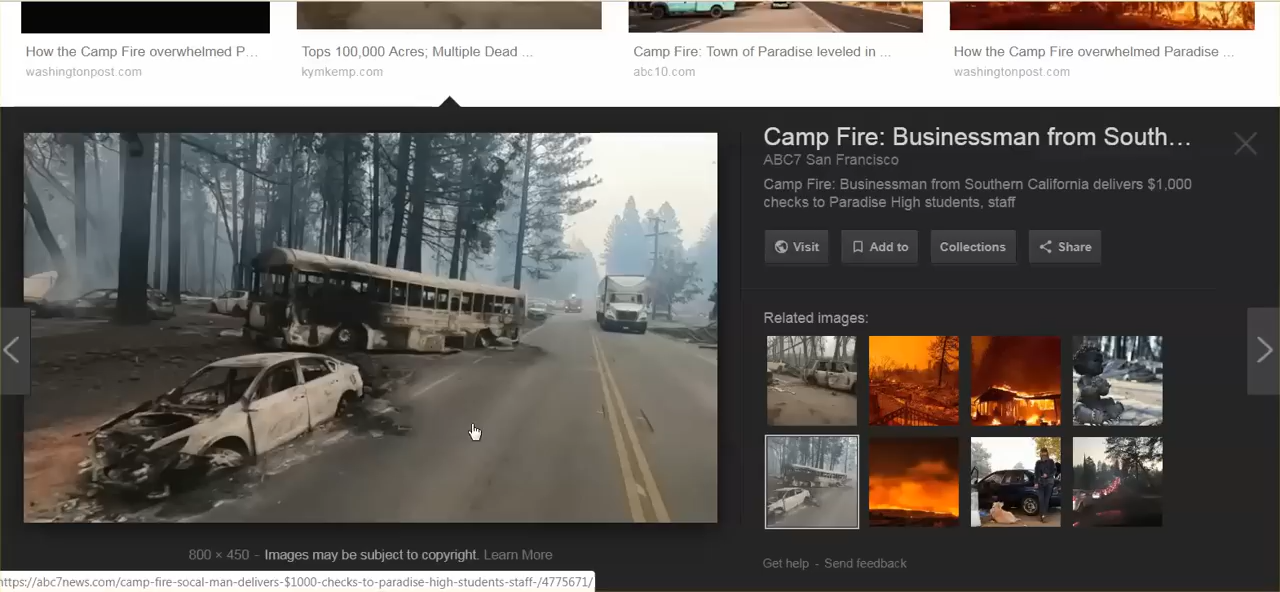 How the Camp Fire overwhelmed P...
washingtonpost.com
Tops 100,000 Acres; Multiple Dead ...
kymkemp.com
Camp Fire: Town of Paradise leveled in ...
abc10.com
How the Camp Fire overwhelmed Paradise ...
washingtonpost.com
Camp Fire: Businessman from South...
ABC7 San Francisco
Camp Fire: Businessman from Southern California delivers $1,000
checks to Paradise High students, staff
Visit
Add to
Collections
Share
Related images:
800 × 450 - Images may be subject to copyright. Learn More
Get help - Send feedback
https://abc7news.com/camp-fire-socal-man-delivers-$1000-checks-to-paradise-high-students-staff-/4775671/